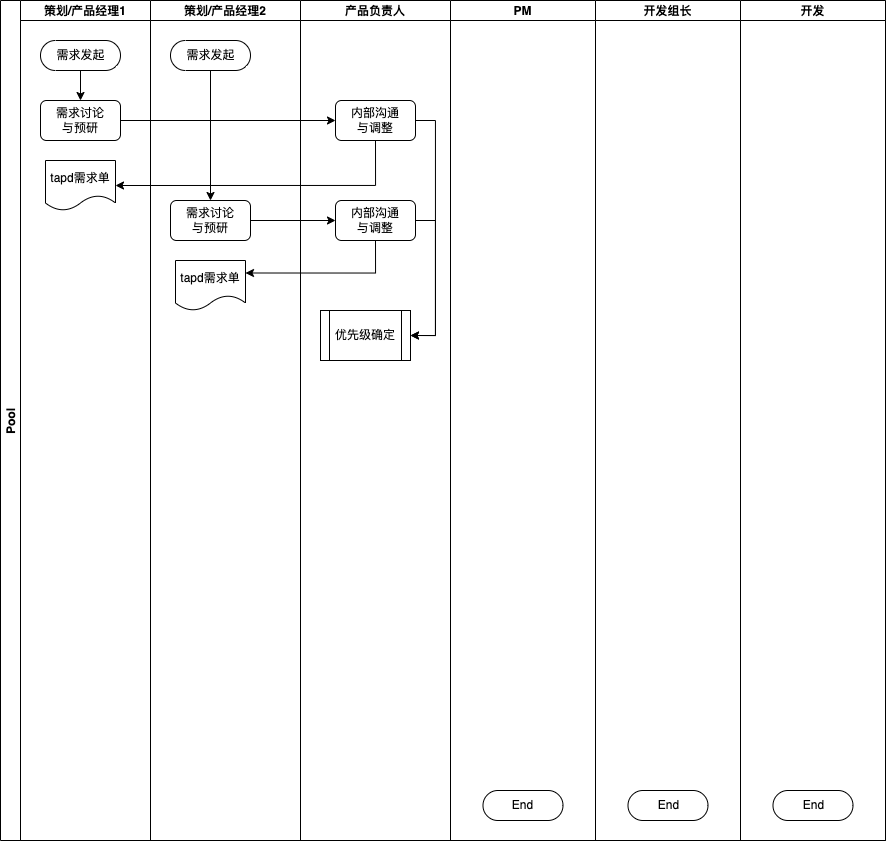 策划/产品经理1
策划/产品经理2
产品负责人
PM
开发组长
开发
Pool
需求发起
需求发起
需求讨论
与预研
内部沟通
与调整
tapd需求单
需求讨论
与预研
内部沟通
与调整
tapd需求单
优先级确定
End
End
End